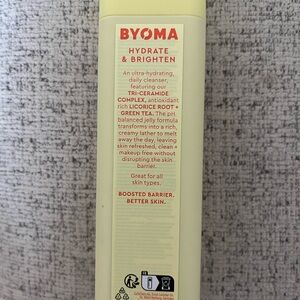 BYOMA
HYDRATE
& BRIGHTEN
An ultra-hydrating,
daily cleanser,
featuring our
TRI-CERAMIDE
COMPLEX, antioxidant
rich LICORICE ROOT +
GREEN TEA. The pH
balanced jelly formula
transforms into a rich,
creamy lather to melt
away the day, leaving
skin refreshed, clean +
makeup free without
disrupting the skin
barrier.
Great for all
skin types.
BOOSTED BARRIER.
BETTER SKIN.